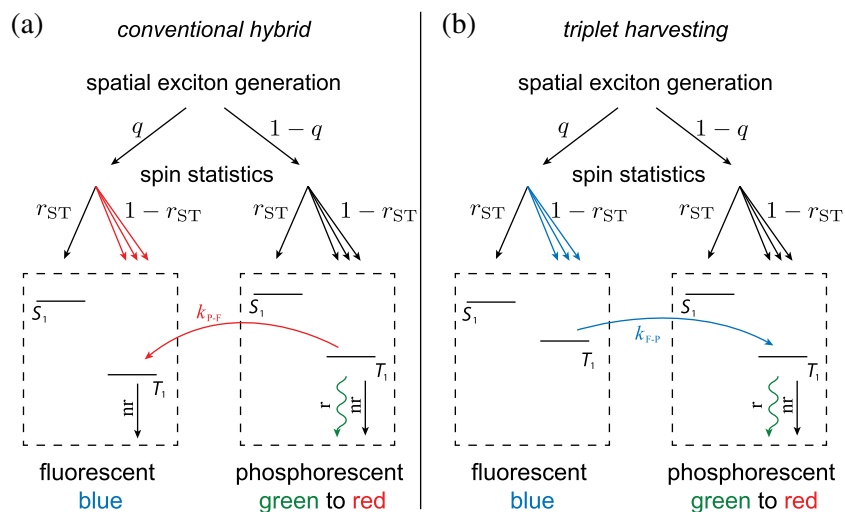 (a)
conventional hybrid
spatial exciton generation
q
1 − q
spin statistics
r_ST
1 − r_ST
r_ST
1 − r_ST
S₁
k_P-F
S₁
T₁
T₁
nr
r
nr
fluorescent
blue
phosphorescent
green to red
(b)
triplet harvesting
spatial exciton generation
q
1 − q
spin statistics
r_ST
1 − r_ST
r_ST
1 − r_ST
S₁
S₁
k_F-P
T₁
T₁
r
nr
fluorescent
blue
phosphorescent
green to red